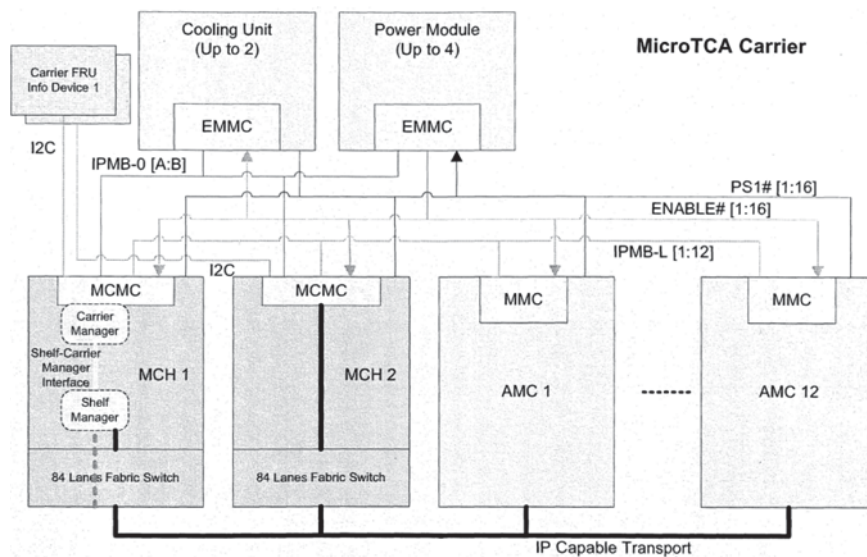 Cooling Unit
(Up to 2)
Power Module
(Up to 4)
MicroTCA Carrier
Carrier FRU
Info Device 1
EMMC
EMMC
I2C
IPMB-0 [A:B]
PS1# [1:16]
ENABLE# [1:16]
IPMB-L [1:12]
I2C
MCMC
MCMC
MMC
MMC
Carrier
Manager
Shelf-Carrier
Manager
Interface
MCH 1
MCH 2
AMC 1
AMC 12
Shelf
Manager
84 Lanes Fabric Switch
84 Lanes Fabric Switch
IP Capable Transport